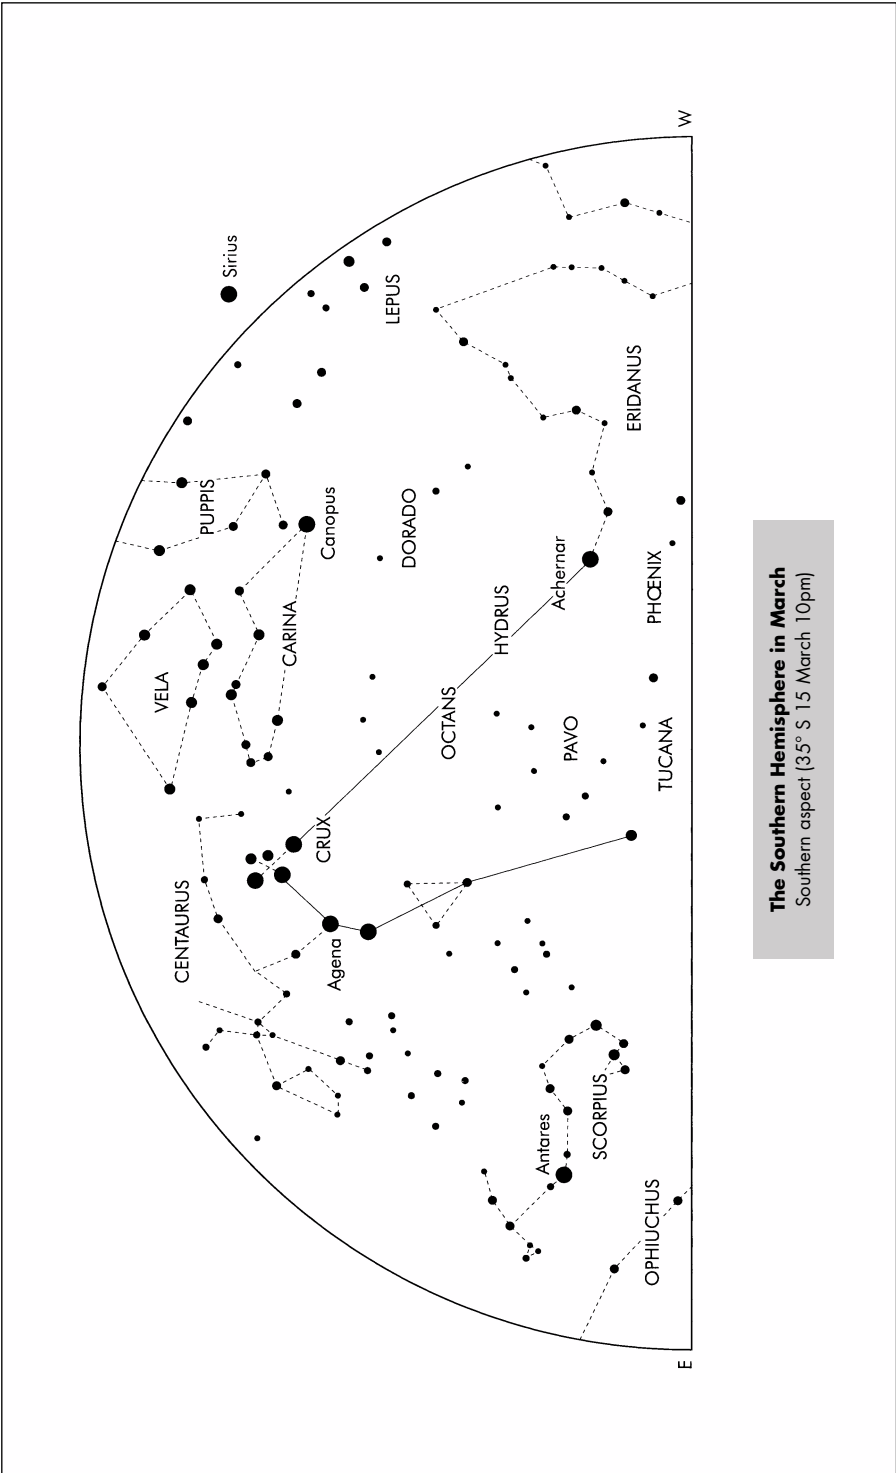 Sirius
W
LEPUS
PUPPIS
Canopus
DORADO
ERIDANUS
VELA
CARINA
HYDRUS
Achernar
PHŒNIX
OCTANS
PAVO
TUCANA
CRUX
CENTAURUS
Agena
Antares
SCORPIUS
OPHIUCHUS
E
The Southern Hemisphere in March
Southern aspect (35° S 15 March 10pm)